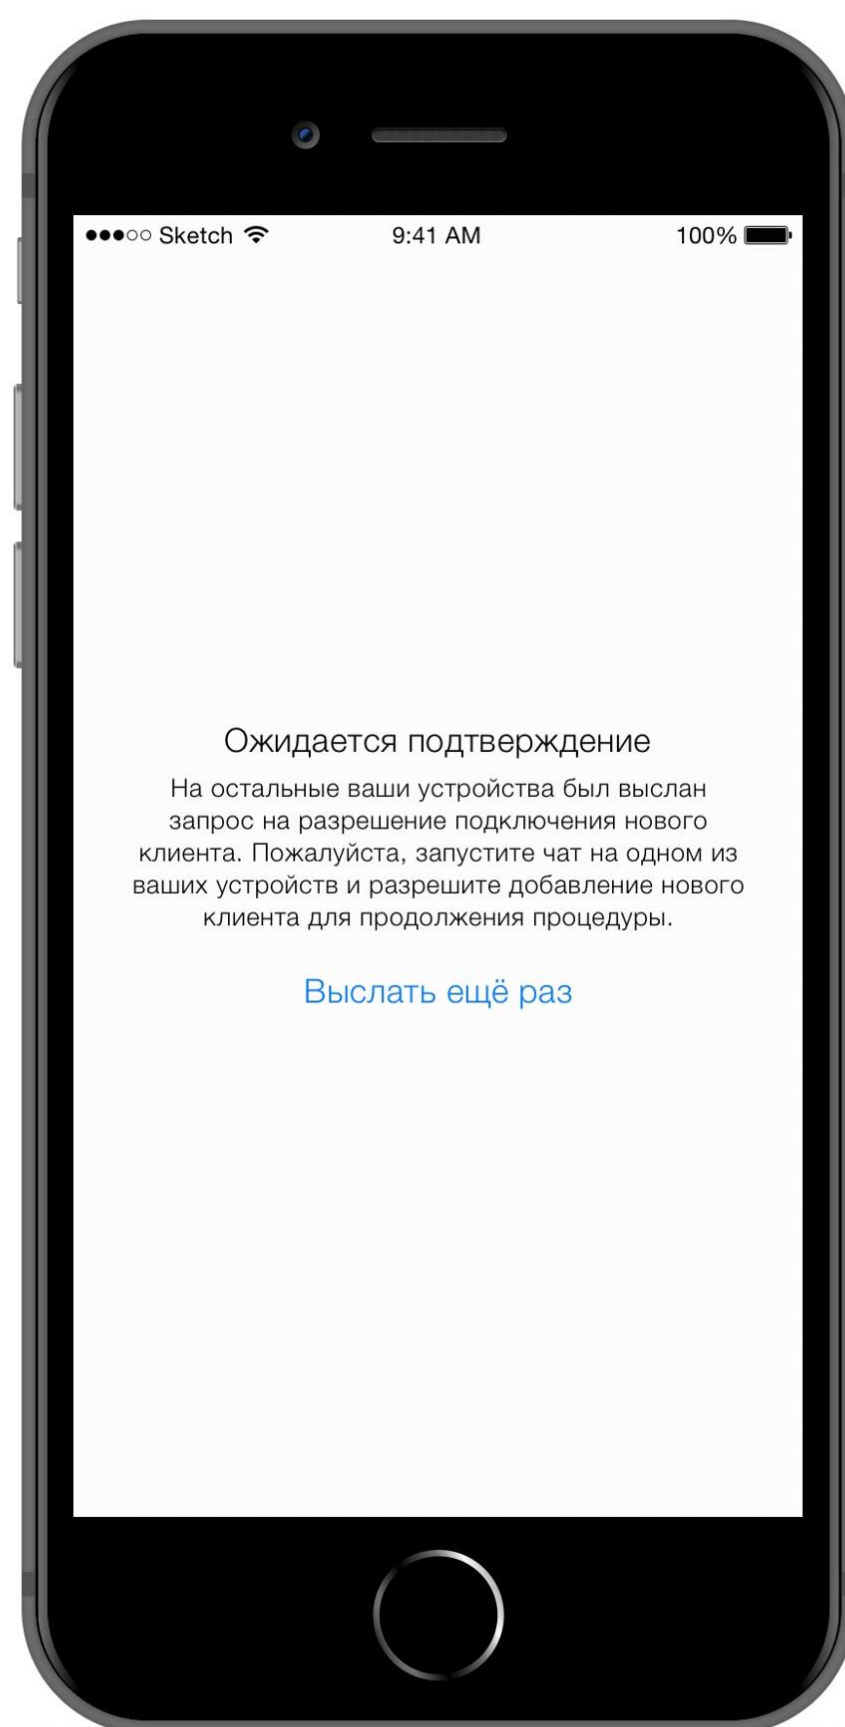 ●●●○○ Sketch 9:41 AM 100%
Ожидается подтверждение
На остальные ваши устройства был выслан
запрос на разрешение подключения нового
клиента. Пожалуйста, запустите чат на одном из
ваших устройств и разрешите добавление нового
клиента для продолжения процедуры.
Выслать ещё раз